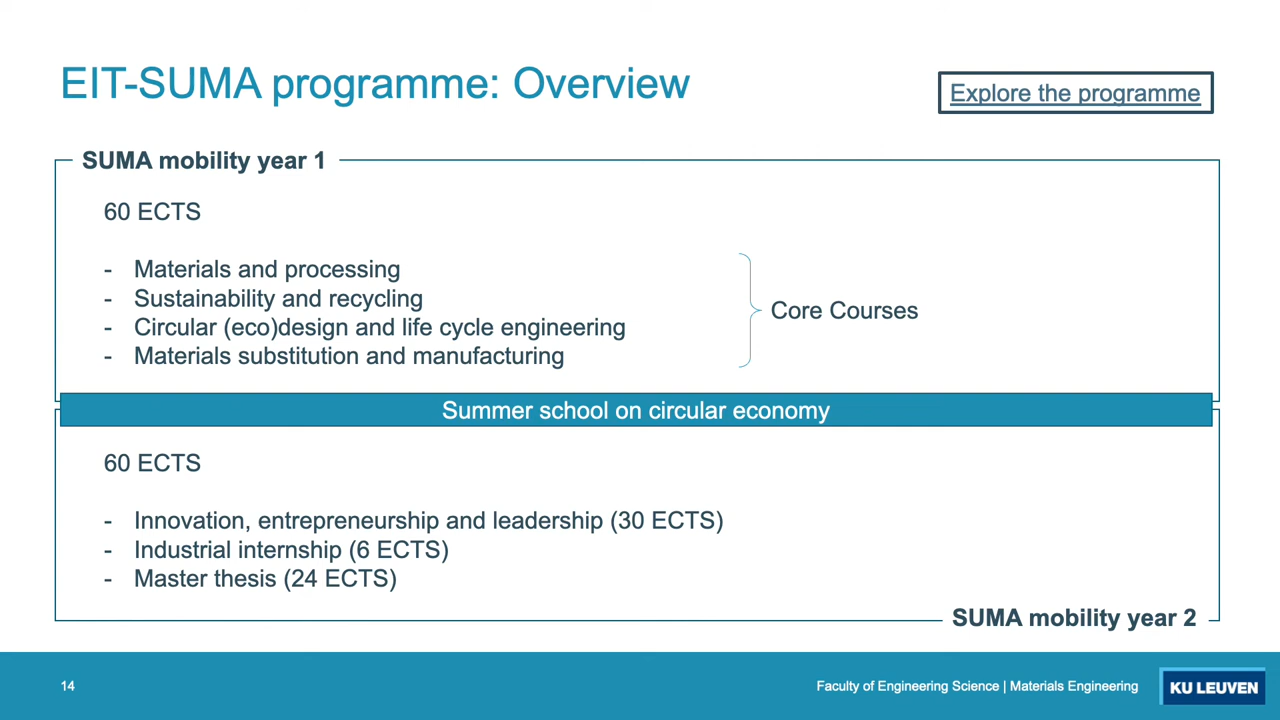 EIT-SUMA programme: Overview
Explore the programme
SUMA mobility year 1
60 ECTS
- Materials and processing
- Sustainability and recycling
- Circular (eco)design and life cycle engineering
- Materials substitution and manufacturing
Core Courses
Summer school on circular economy
60 ECTS
- Innovation, entrepreneurship and leadership (30 ECTS)
- Industrial internship (6 ECTS)
- Master thesis (24 ECTS)
SUMA mobility year 2
14
Faculty of Engineering Science | Materials Engineering
KU LEUVEN